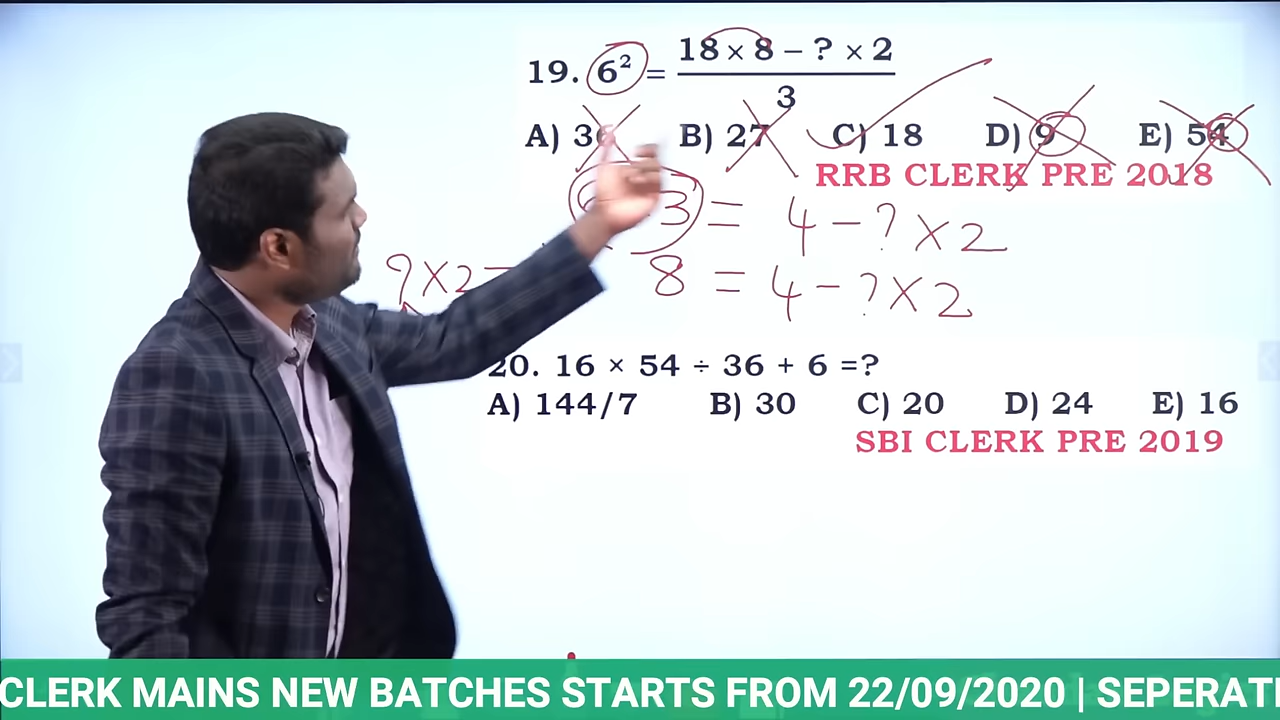 19. 6² = (18 × 8 – ? × 2) / 3
A) 36 B) 27 C) 18 D) 9 E) 54
RRB CLERK PRE 2018
3 = 4 – ? × 2
9 × 2 =
8 = 4 – ? × 2
20. 16 × 54 ÷ 36 + 6 =?
A) 144/7 B) 30 C) 20 D) 24 E) 16
SBI CLERK PRE 2019
CLERK MAINS NEW BATCHES STARTS FROM 22/09/2020 | SEPERATE